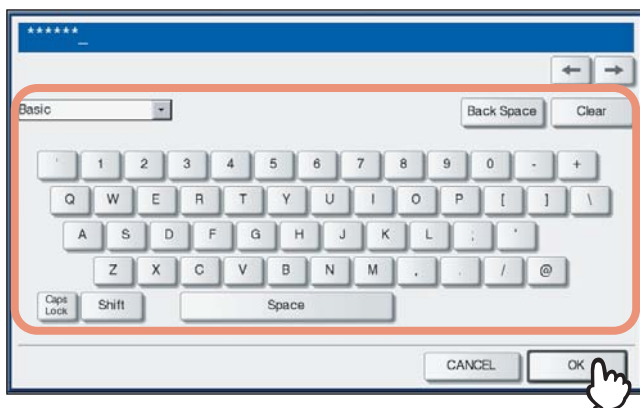 ******_
← →
Basic Back Space Clear
' 1 2 3 4 5 6 7 8 9 0 - +
Q W E R T Y U I O P [ ] \
A S D F G H J K L ; '
Z X C V B N M , . / @
Caps Lock Shift Space
CANCEL OK